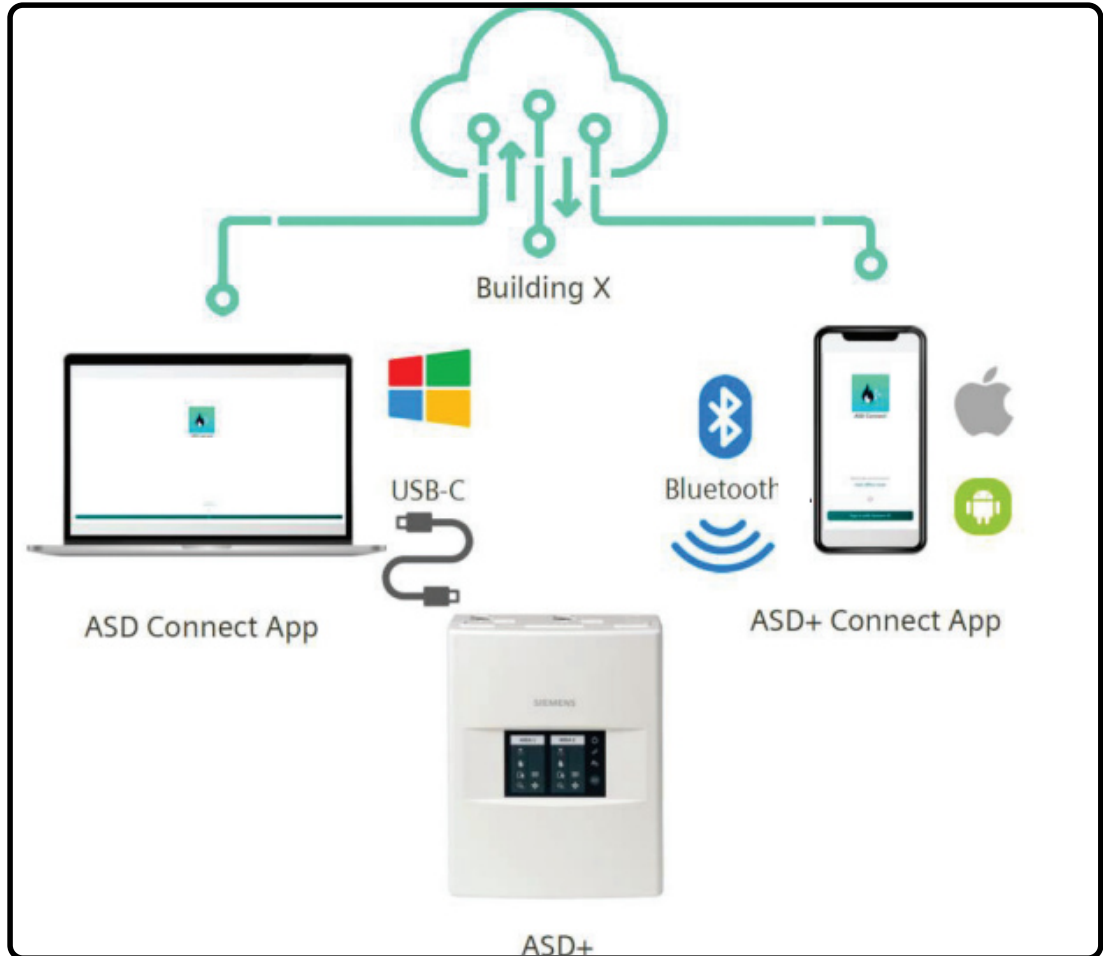 Building X
USB-C
Bluetooth
ASD Connect App
ASD+ Connect App
SIEMENS
ASD+